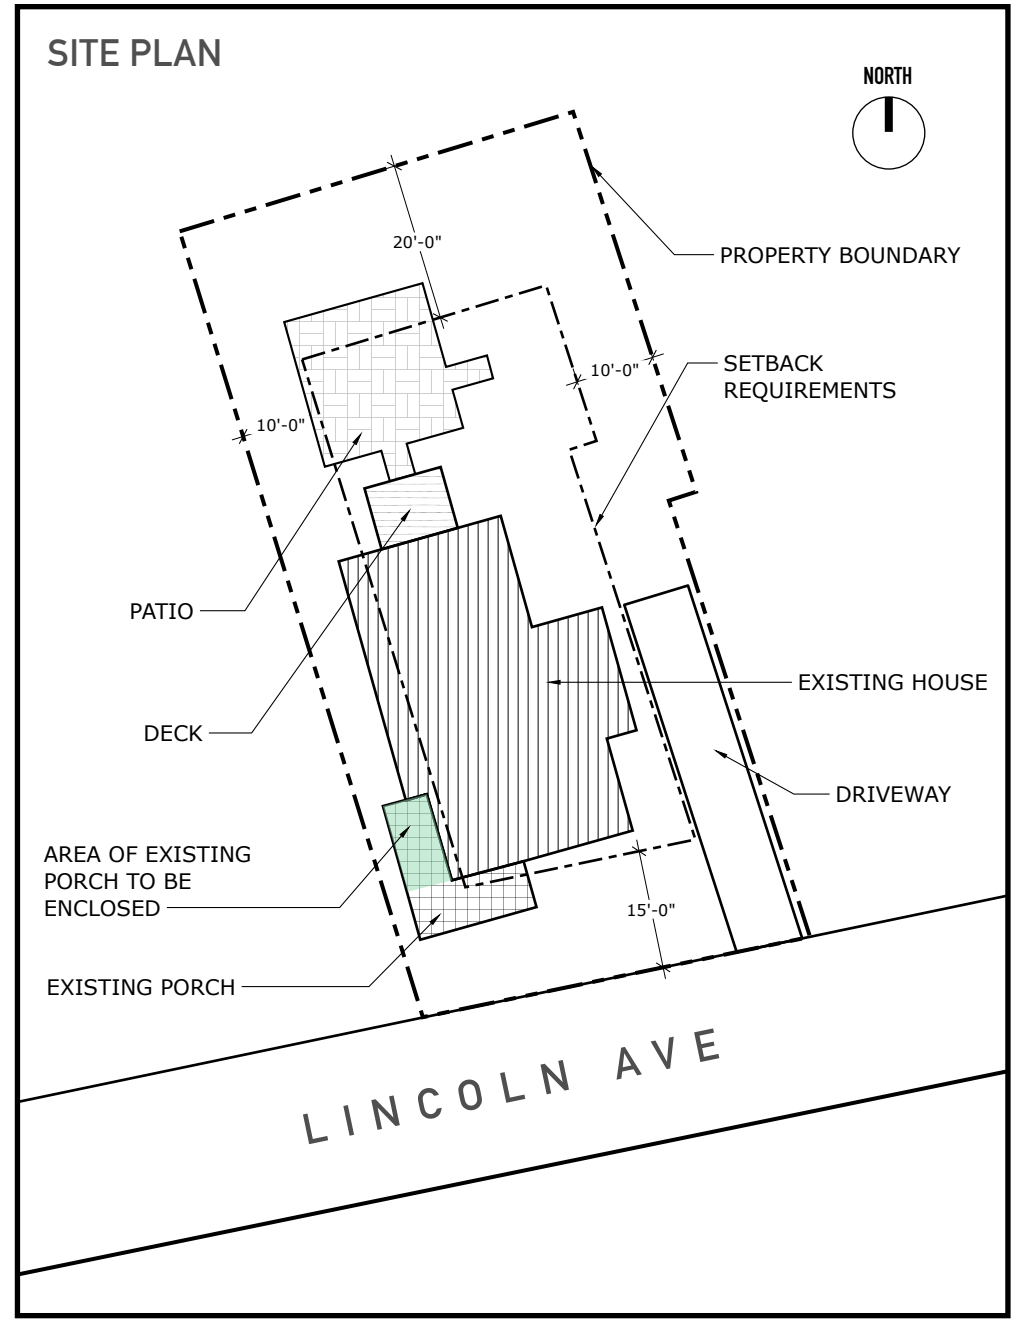 SITE PLAN
NORTH
20'-0"
PROPERTY BOUNDARY
SETBACK
REQUIREMENTS
10'-0"
10'-0"
PATIO
EXISTING HOUSE
DECK
DRIVEWAY
AREA OF EXISTING
PORCH TO BE
ENCLOSED
15'-0"
EXISTING PORCH
LINCOLN AVE